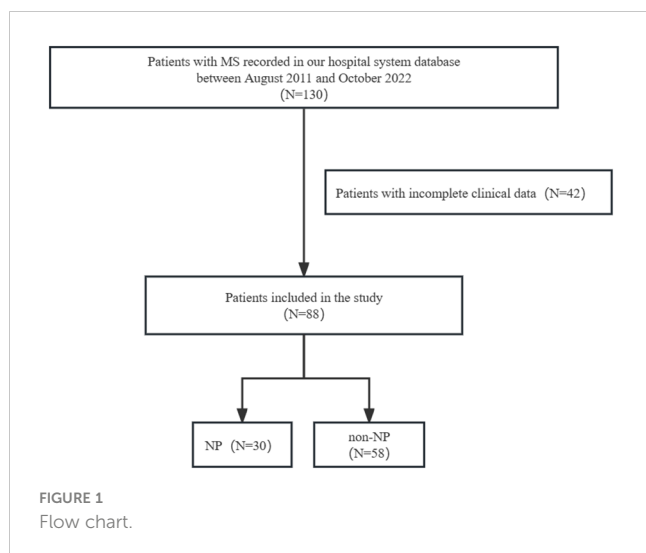 Patients with MS recorded in our hospital system database
between August 2011 and October 2022
(N=130)
Patients with incomplete clinical data (N=42)
Patients included in the study
(N=88)
NP (N=30)
non-NP
(N=58)
FIGURE 1
Flow chart.